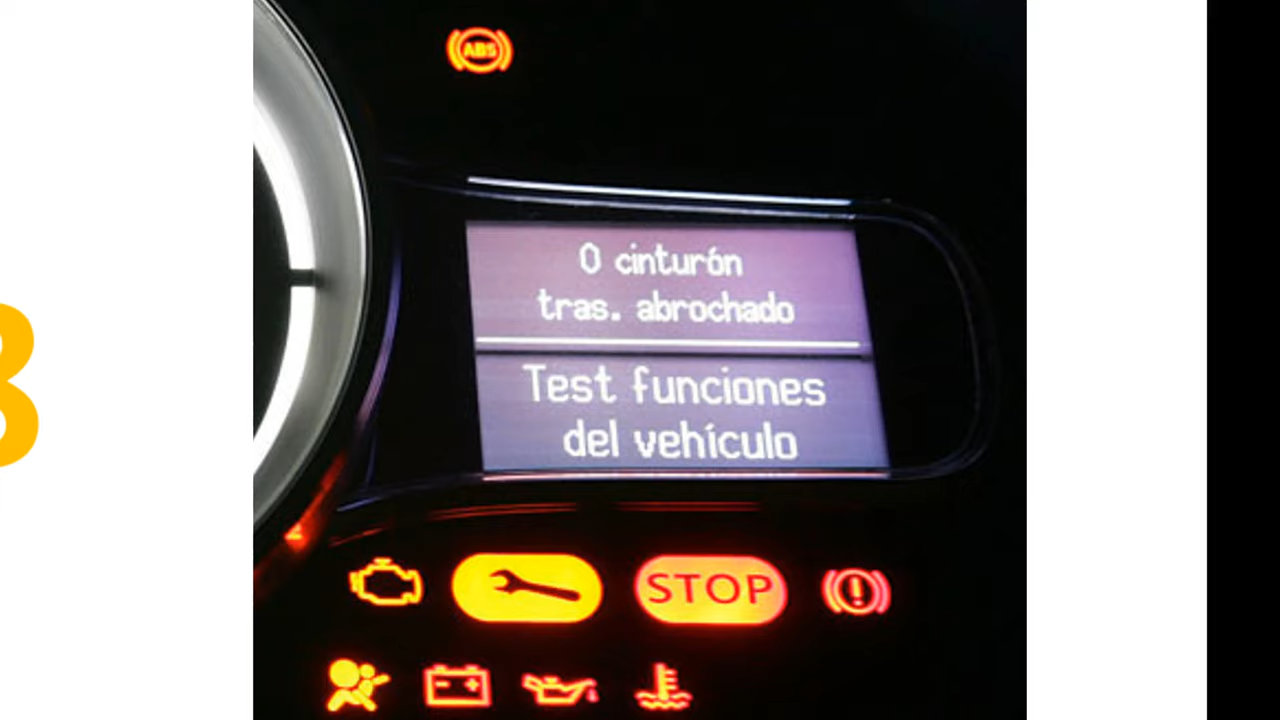 ABS
0 cinturón
tras. abrochado
Test funciones
del vehículo
STOP